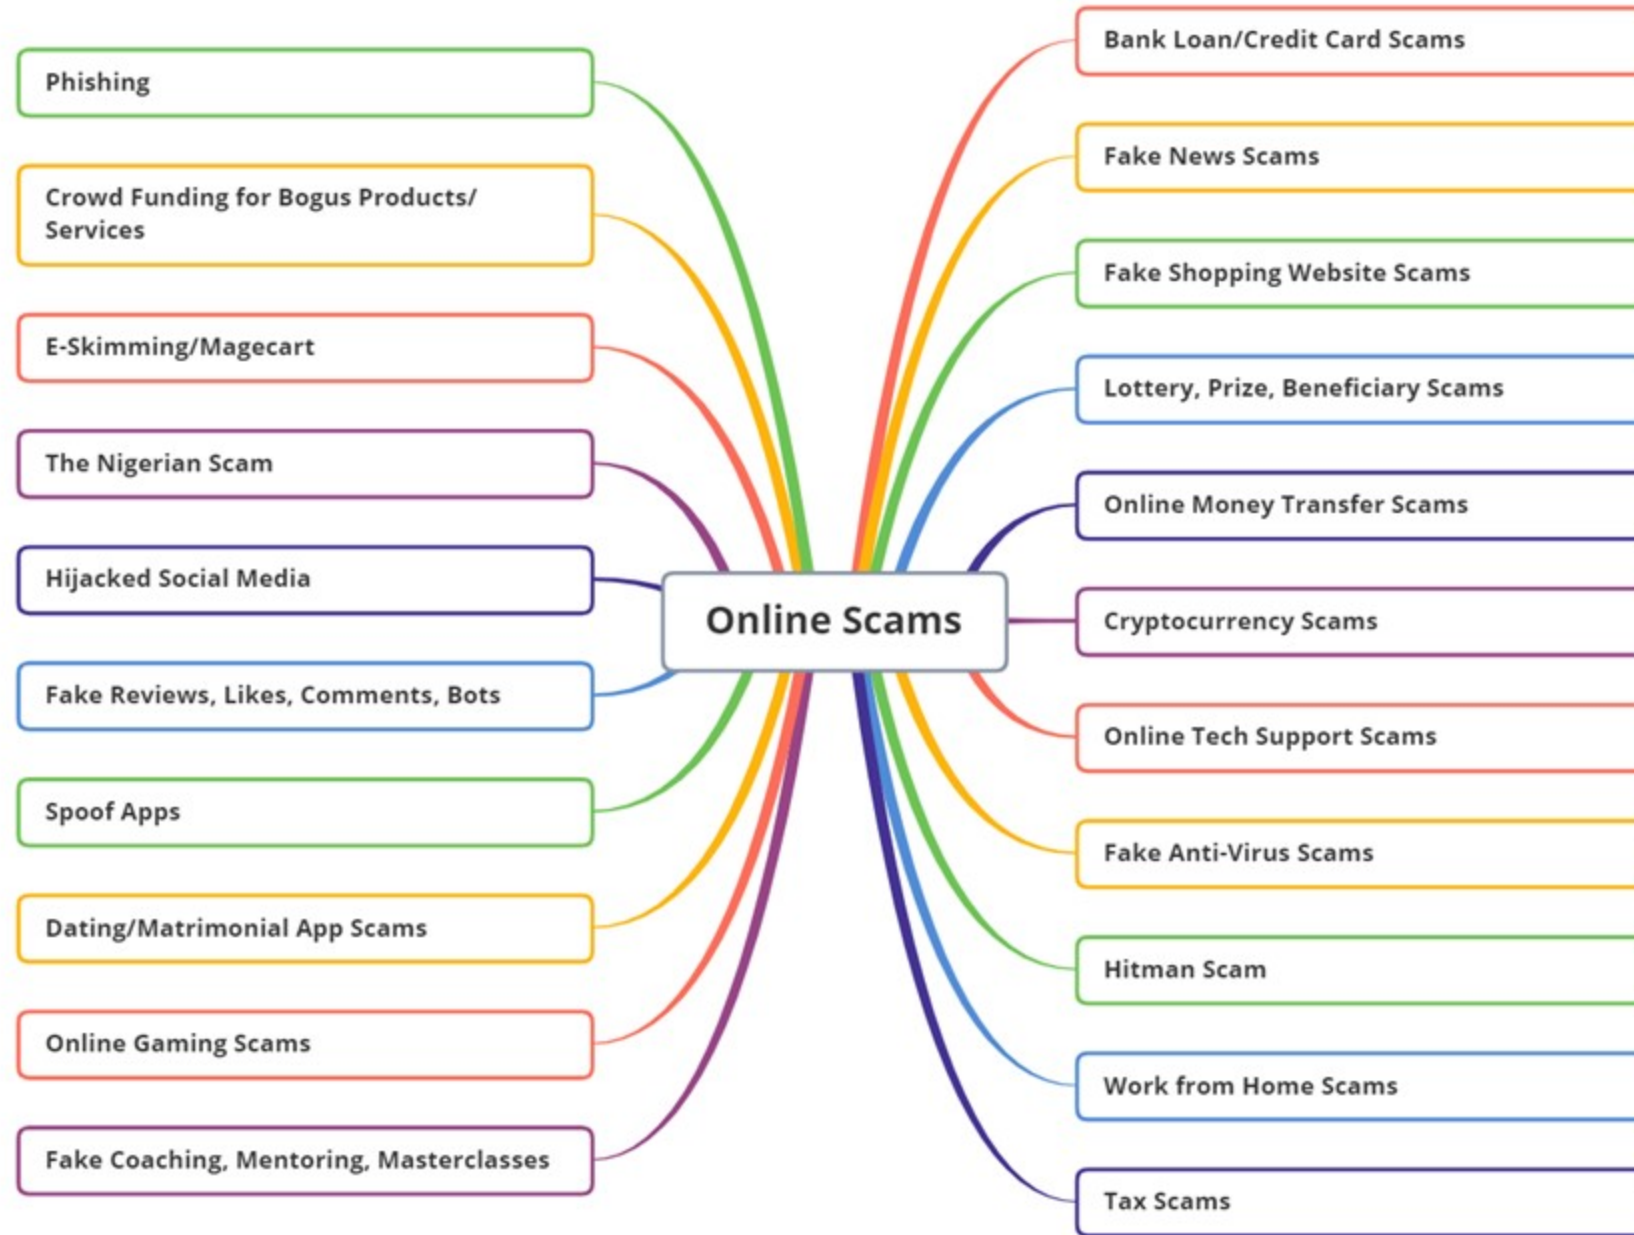 Phishing
Crowd Funding for Bogus Products/
Services
E-Skimming/Magecart
The Nigerian Scam
Hijacked Social Media
Fake Reviews, Likes, Comments, Bots
Spoof Apps
Dating/Matrimonial App Scams
Online Gaming Scams
Fake Coaching, Mentoring, Masterclasses
Online Scams
Bank Loan/Credit Card Scams
Fake News Scams
Fake Shopping Website Scams
Lottery, Prize, Beneficiary Scams
Online Money Transfer Scams
Cryptocurrency Scams
Online Tech Support Scams
Fake Anti-Virus Scams
Hitman Scam
Work from Home Scams
Tax Scams